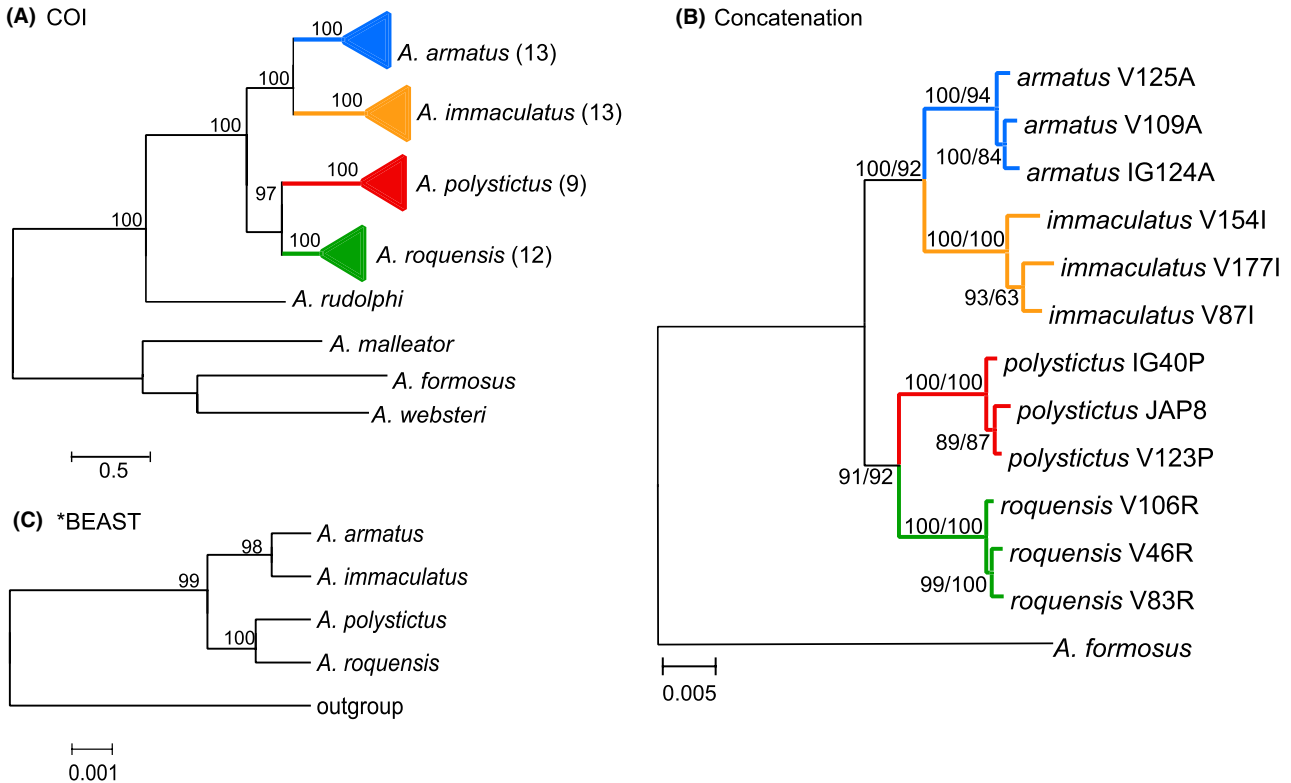 (A) COI
100
A. armatus (13)
100
100
A. immaculatus (13)
100
100
A. polystictus (9)
97
100
A. roquensis (12)
100
A. rudolphi
A. malleator
A. formosus
A. websteri
0.5
(B) Concatenation
armatus V125A
100/94
armatus V109A
100/84
armatus IG124A
100/92
immaculatus V154I
100/100
immaculatus V177I
93/63
immaculatus V87I
polystictus IG40P
100/100
polystictus JAP8
89/87
polystictus V123P
91/92
roquensis V106R
100/100
roquensis V46R
99/100
roquensis V83R
A. formosus
0.005
(C) *BEAST
A. armatus
98
A. immaculatus
99
A. polystictus
100
A. roquensis
outgroup
0.001